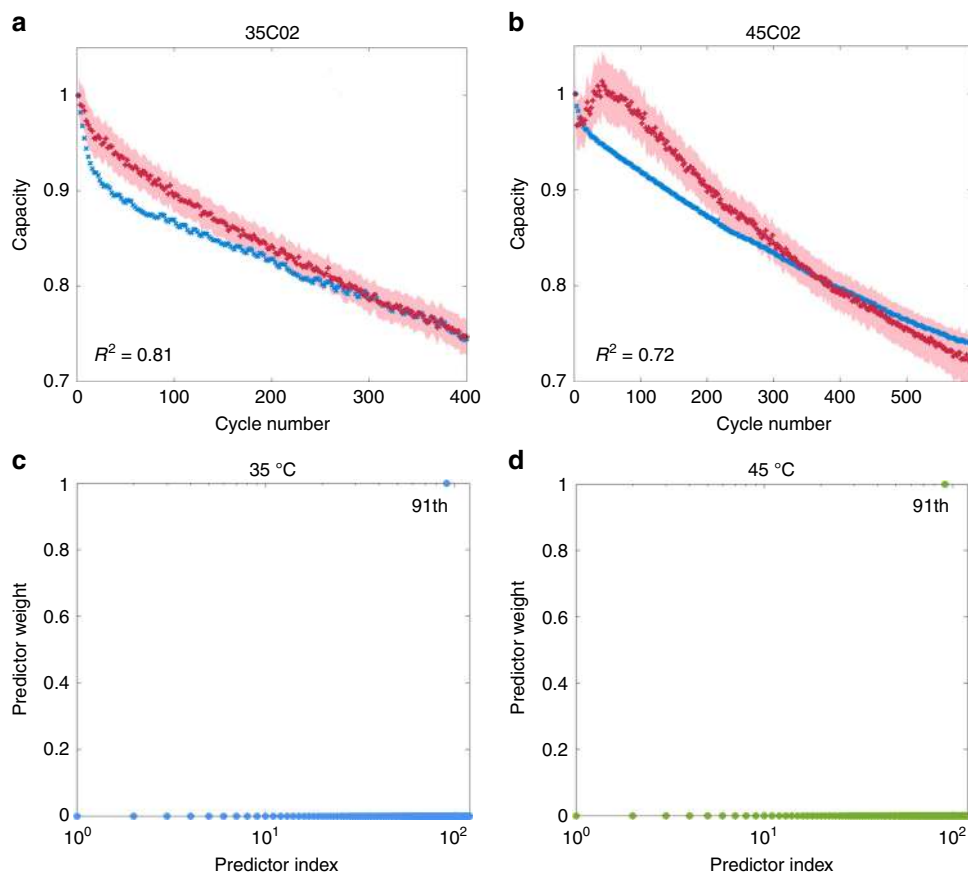 a
35C02
1
0.9
0.8
0.7
Capacity
R² = 0.81
0 100 200 300 400
Cycle number
b
45C02
1
0.9
0.8
0.7
Capacity
R² = 0.72
0 100 200 300 400 500
Cycle number
c
35 °C
1
0.8
0.6
0.4
0.2
0
Predictor weight
91th
10⁰ 10¹ 10²
Predictor index
d
45 °C
1
0.8
0.6
0.4
0.2
0
Predictor weight
91th
10⁰ 10¹ 10²
Predictor index